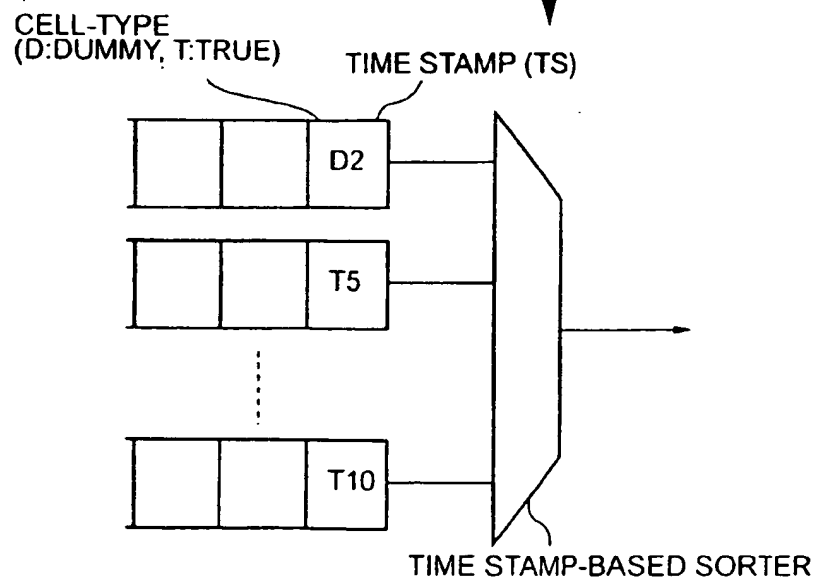 CELL-TYPE
(D:DUMMY, T:TRUE)
TIME STAMP (TS)
D2
T5
T10
TIME STAMP-BASED SORTER